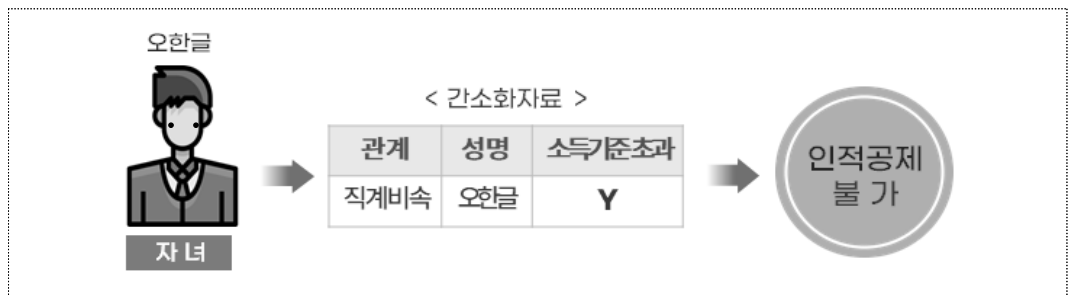 오한글
자 녀
< 간소화자료 >
관계 성명 소득기준초과
직계비속 오한글 Y
인적공제
불 가